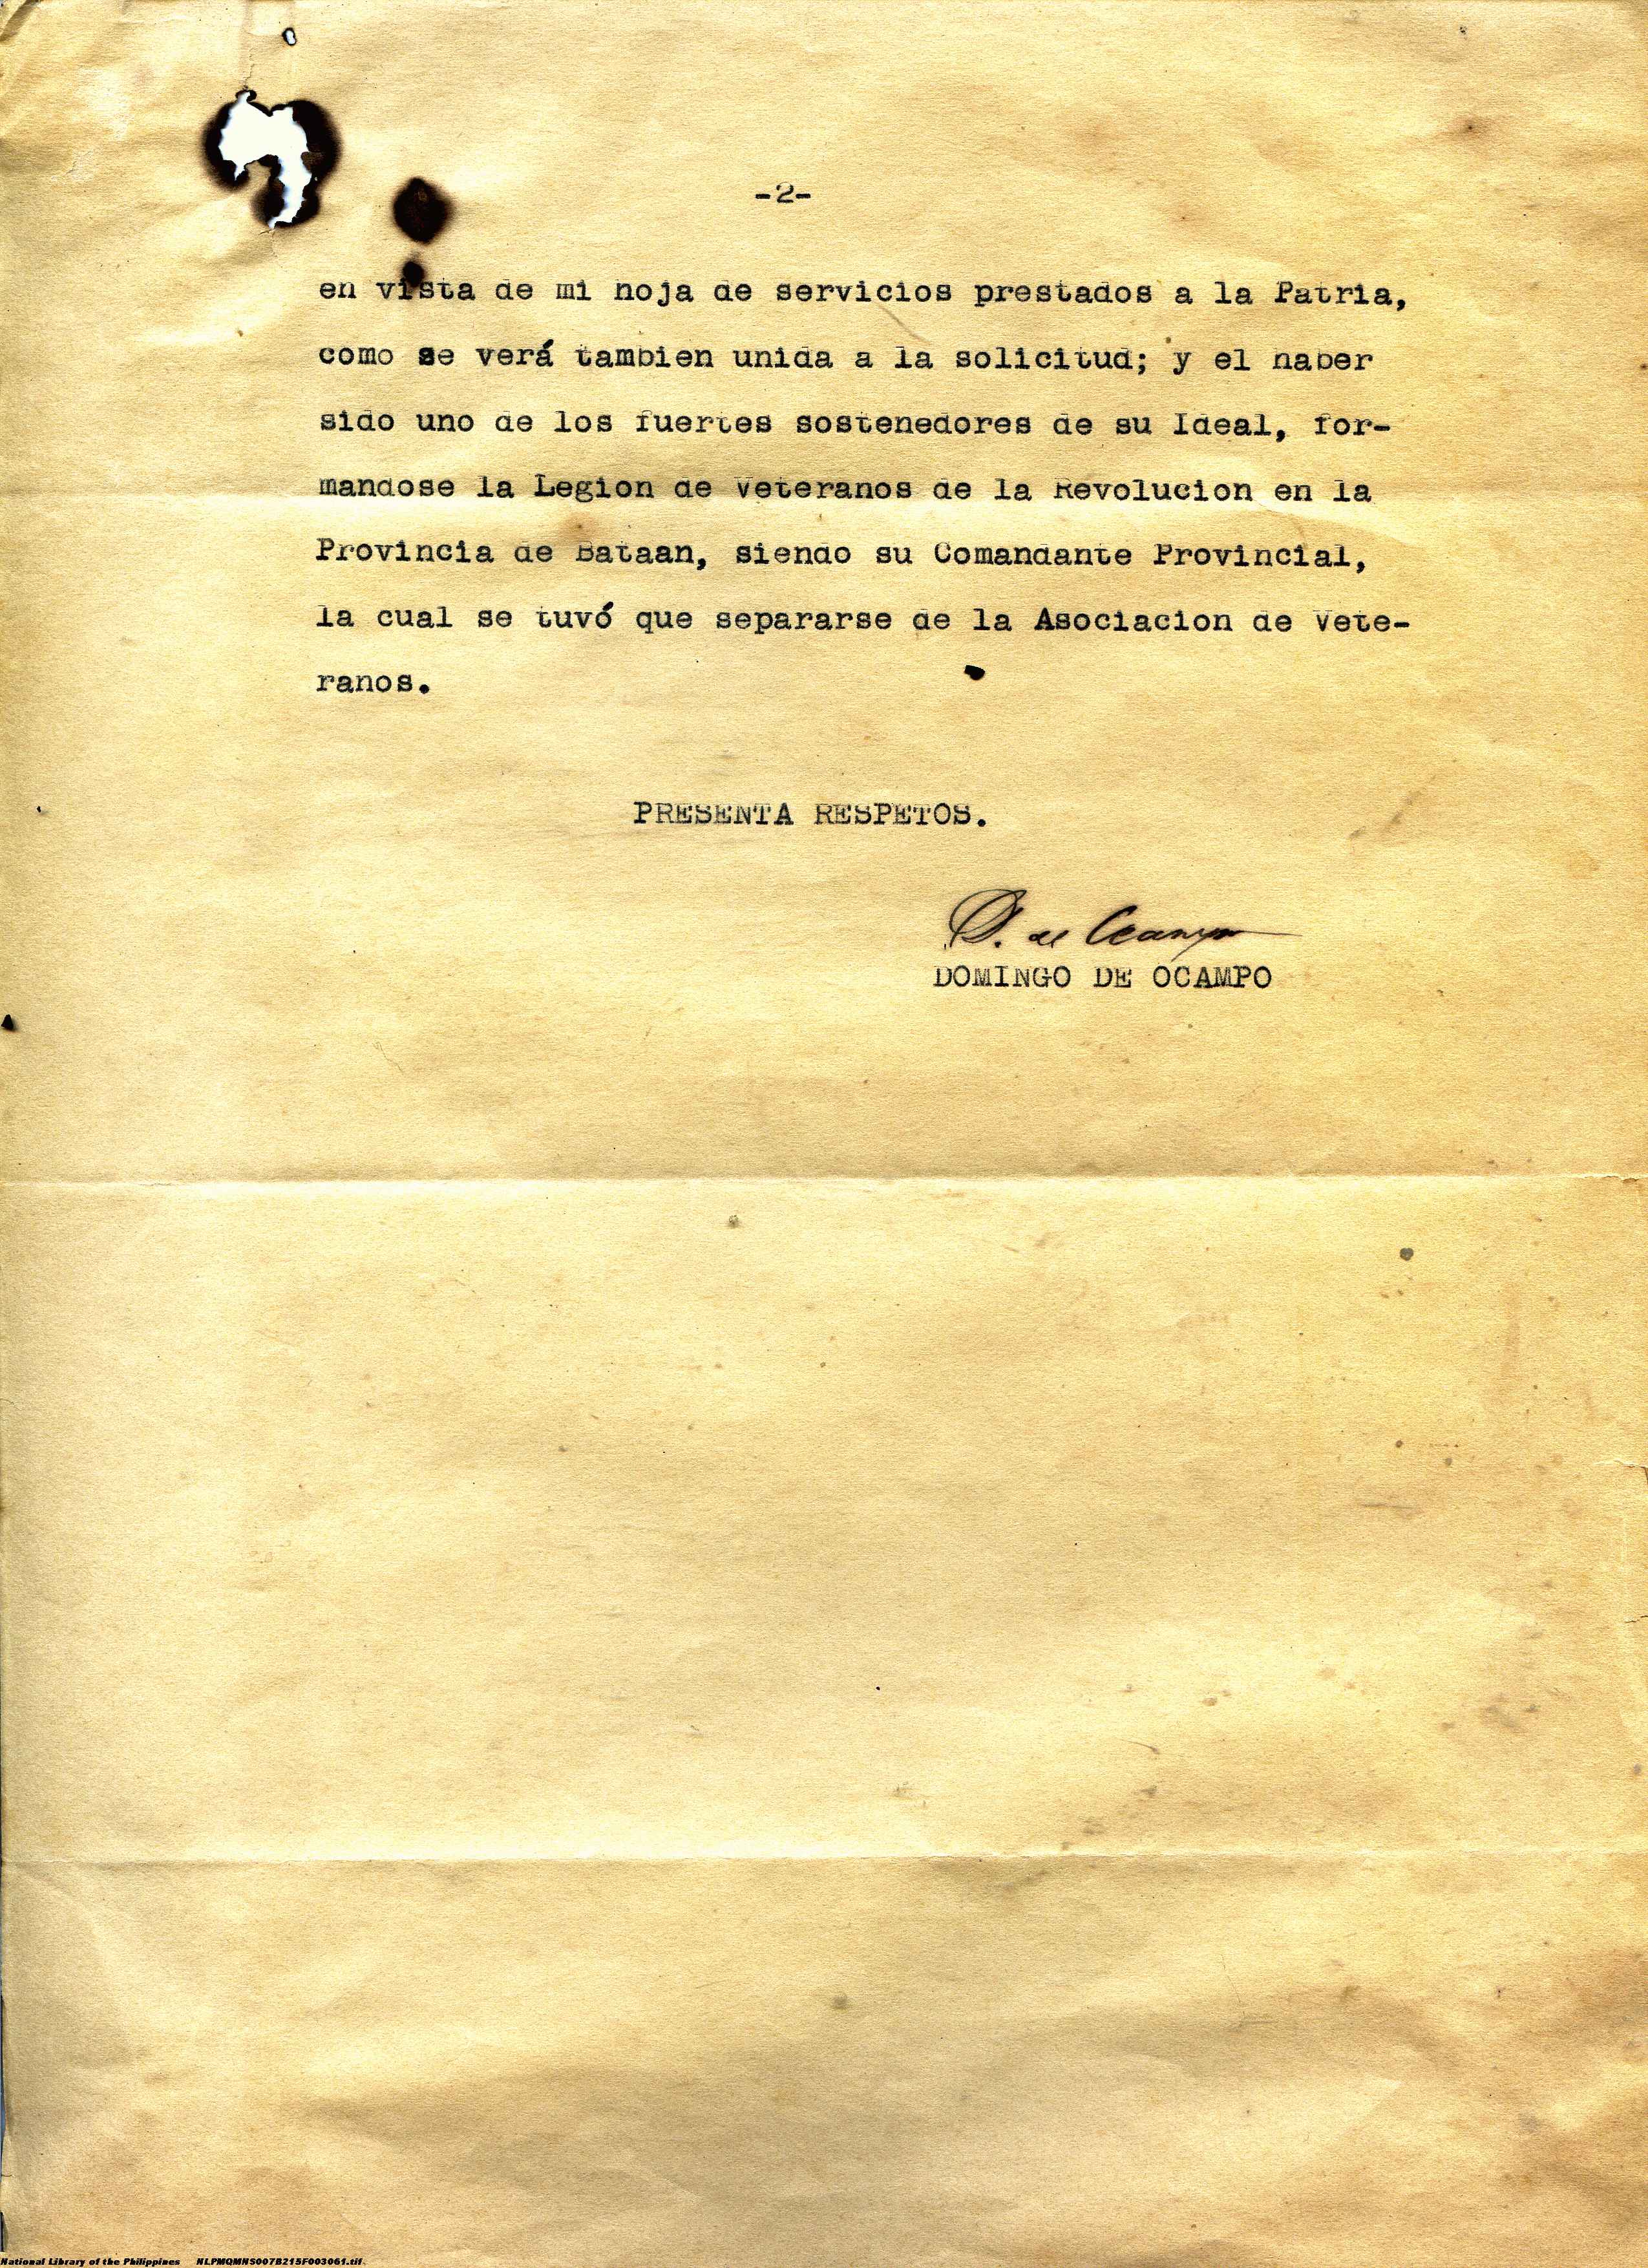 -2-
en vista de mi hoja de servicios prestados a la Patria,
como se verá tambien unida a la solicitud; y el haber
sido uno de los fuertes sostenedores de su Ideal, for-
mandose la Legion de Veteranos de la Revolucion en la
Provincia de Bataan, siendo su Comandante Provincial,
la cual se tuvó que separarse de la Asociacion de Vete-
ranos.
PRESENTA RESPETOS.
D. de Ocampo
DOMINGO DE OCAMPO
National Library of the Philippines NLPMQMNS007B215F003061.tif